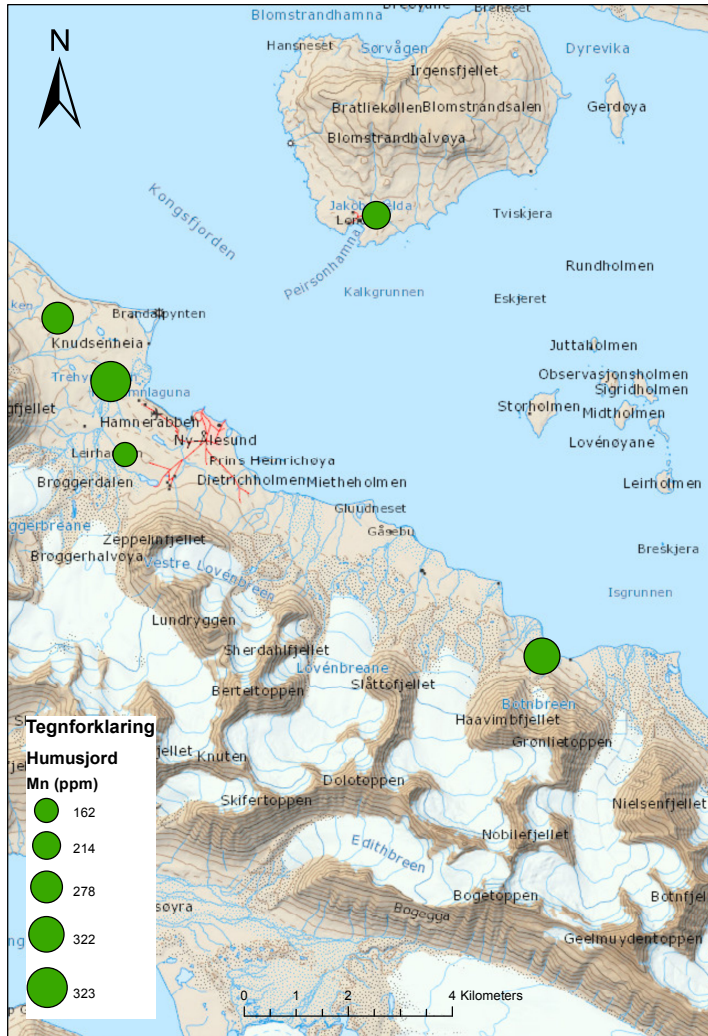 Blomstrandhamna
Breneset
Hansneset
Sørvågen
Dyrevika
N
Irgensfjellet
Bratliekollen
Blomstrandsalen
Gerdøya
Blomstrandhalvøya
Kongsfjorden
Tviskjera
Peirsonhamna
Rundholmen
Kalkgrunnen
Eskjeret
Brandalpynten
Knudsenheia
Juttaholmen
Observasjonsholmen
Sigridholmen
Storholmen
Midtholmen
Hamnerabben
Ny-Ålesund
Lovénøyane
Prins Heinrichøya
Brøggerdalen
Dietrichholmen
Mietheholmen
Leirholmen
Gluudneset
Gåsebu
Zeppelinfjellet
Breskjera
Brøggerhalvøya
Vestre Lovénbreen
Isgrunnen
Lundryggen
Sherdahlfjellet
Lovénbreane
Slåttofjellet
Berteltoppen
Botnbreen
Haavimbfjellet
Grønlietoppen
Tegnforklaring
Humusjord
Mn (ppm)
162
214
278
322
323
Knuten
Dolotoppen
Skifertoppen
Nielsenfjellet
Nobilefjellet
Edithbreen
Bogetoppen
Bogegga
Geelmuydentoppen
0 1 2 4 Kilometers